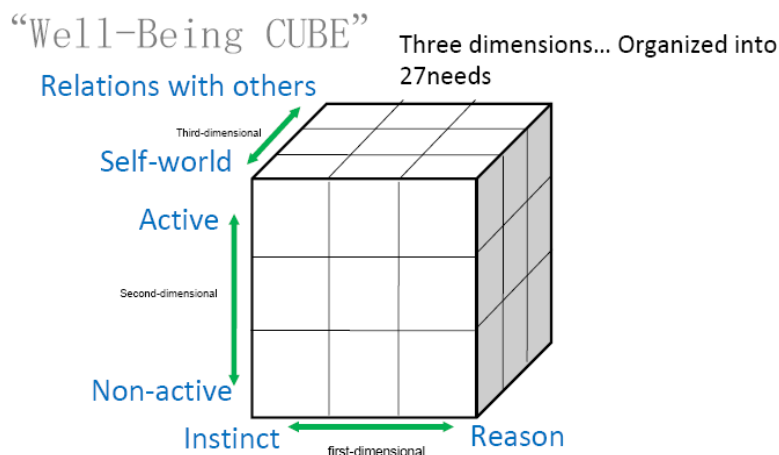 “Well-Being CUBE”
Three dimensions... Organized into
27needs
Relations with others
Third-dimensional
Self-world
Active
Second-dimensional
Non-active
Instinct
first-dimensional
Reason